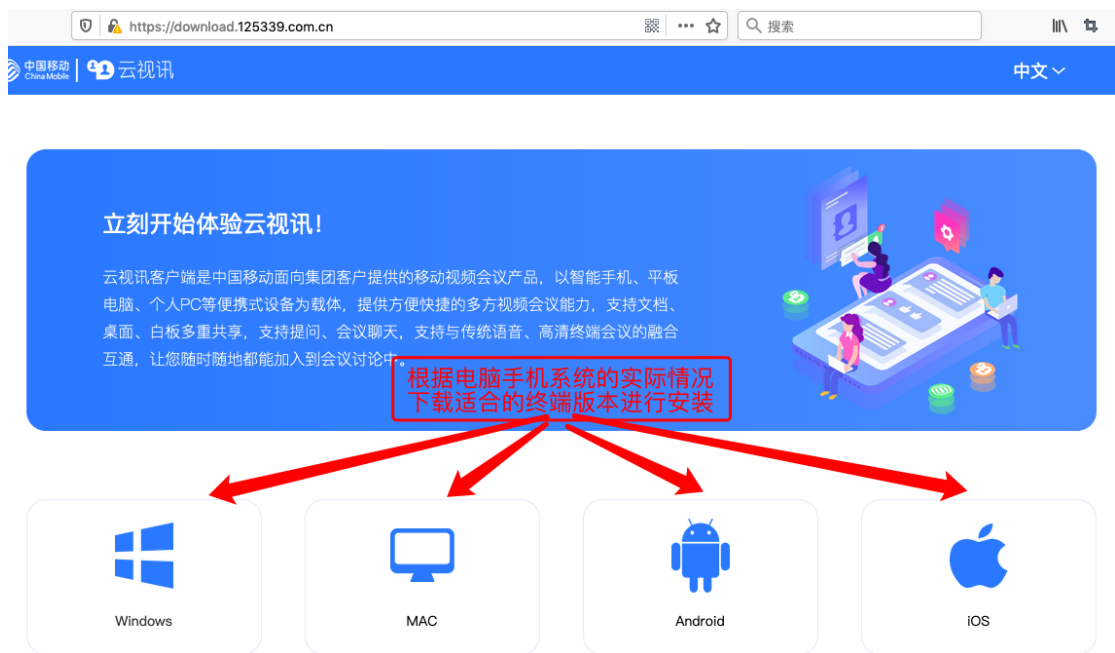 https://download.125339.com.cn
搜索
中国移动
China Mobile
云视讯
中文
立刻开始体验云视讯！
云视讯客户端是中国移动面向集团客户提供的移动视频会议产品，以智能手机、平板
电脑、个人PC等便携式设备为载体，提供方便快捷的多方视频会议能力，支持文档、
桌面、白板多重共享，支持提问、会议聊天，支持与传统语音、高清终端会议的融合
互通，让您随时随地都能加入到会议讨论中。
根据电脑手机系统的实际情况
下载适合的终端版本进行安装
Windows
MAC
Android
iOS